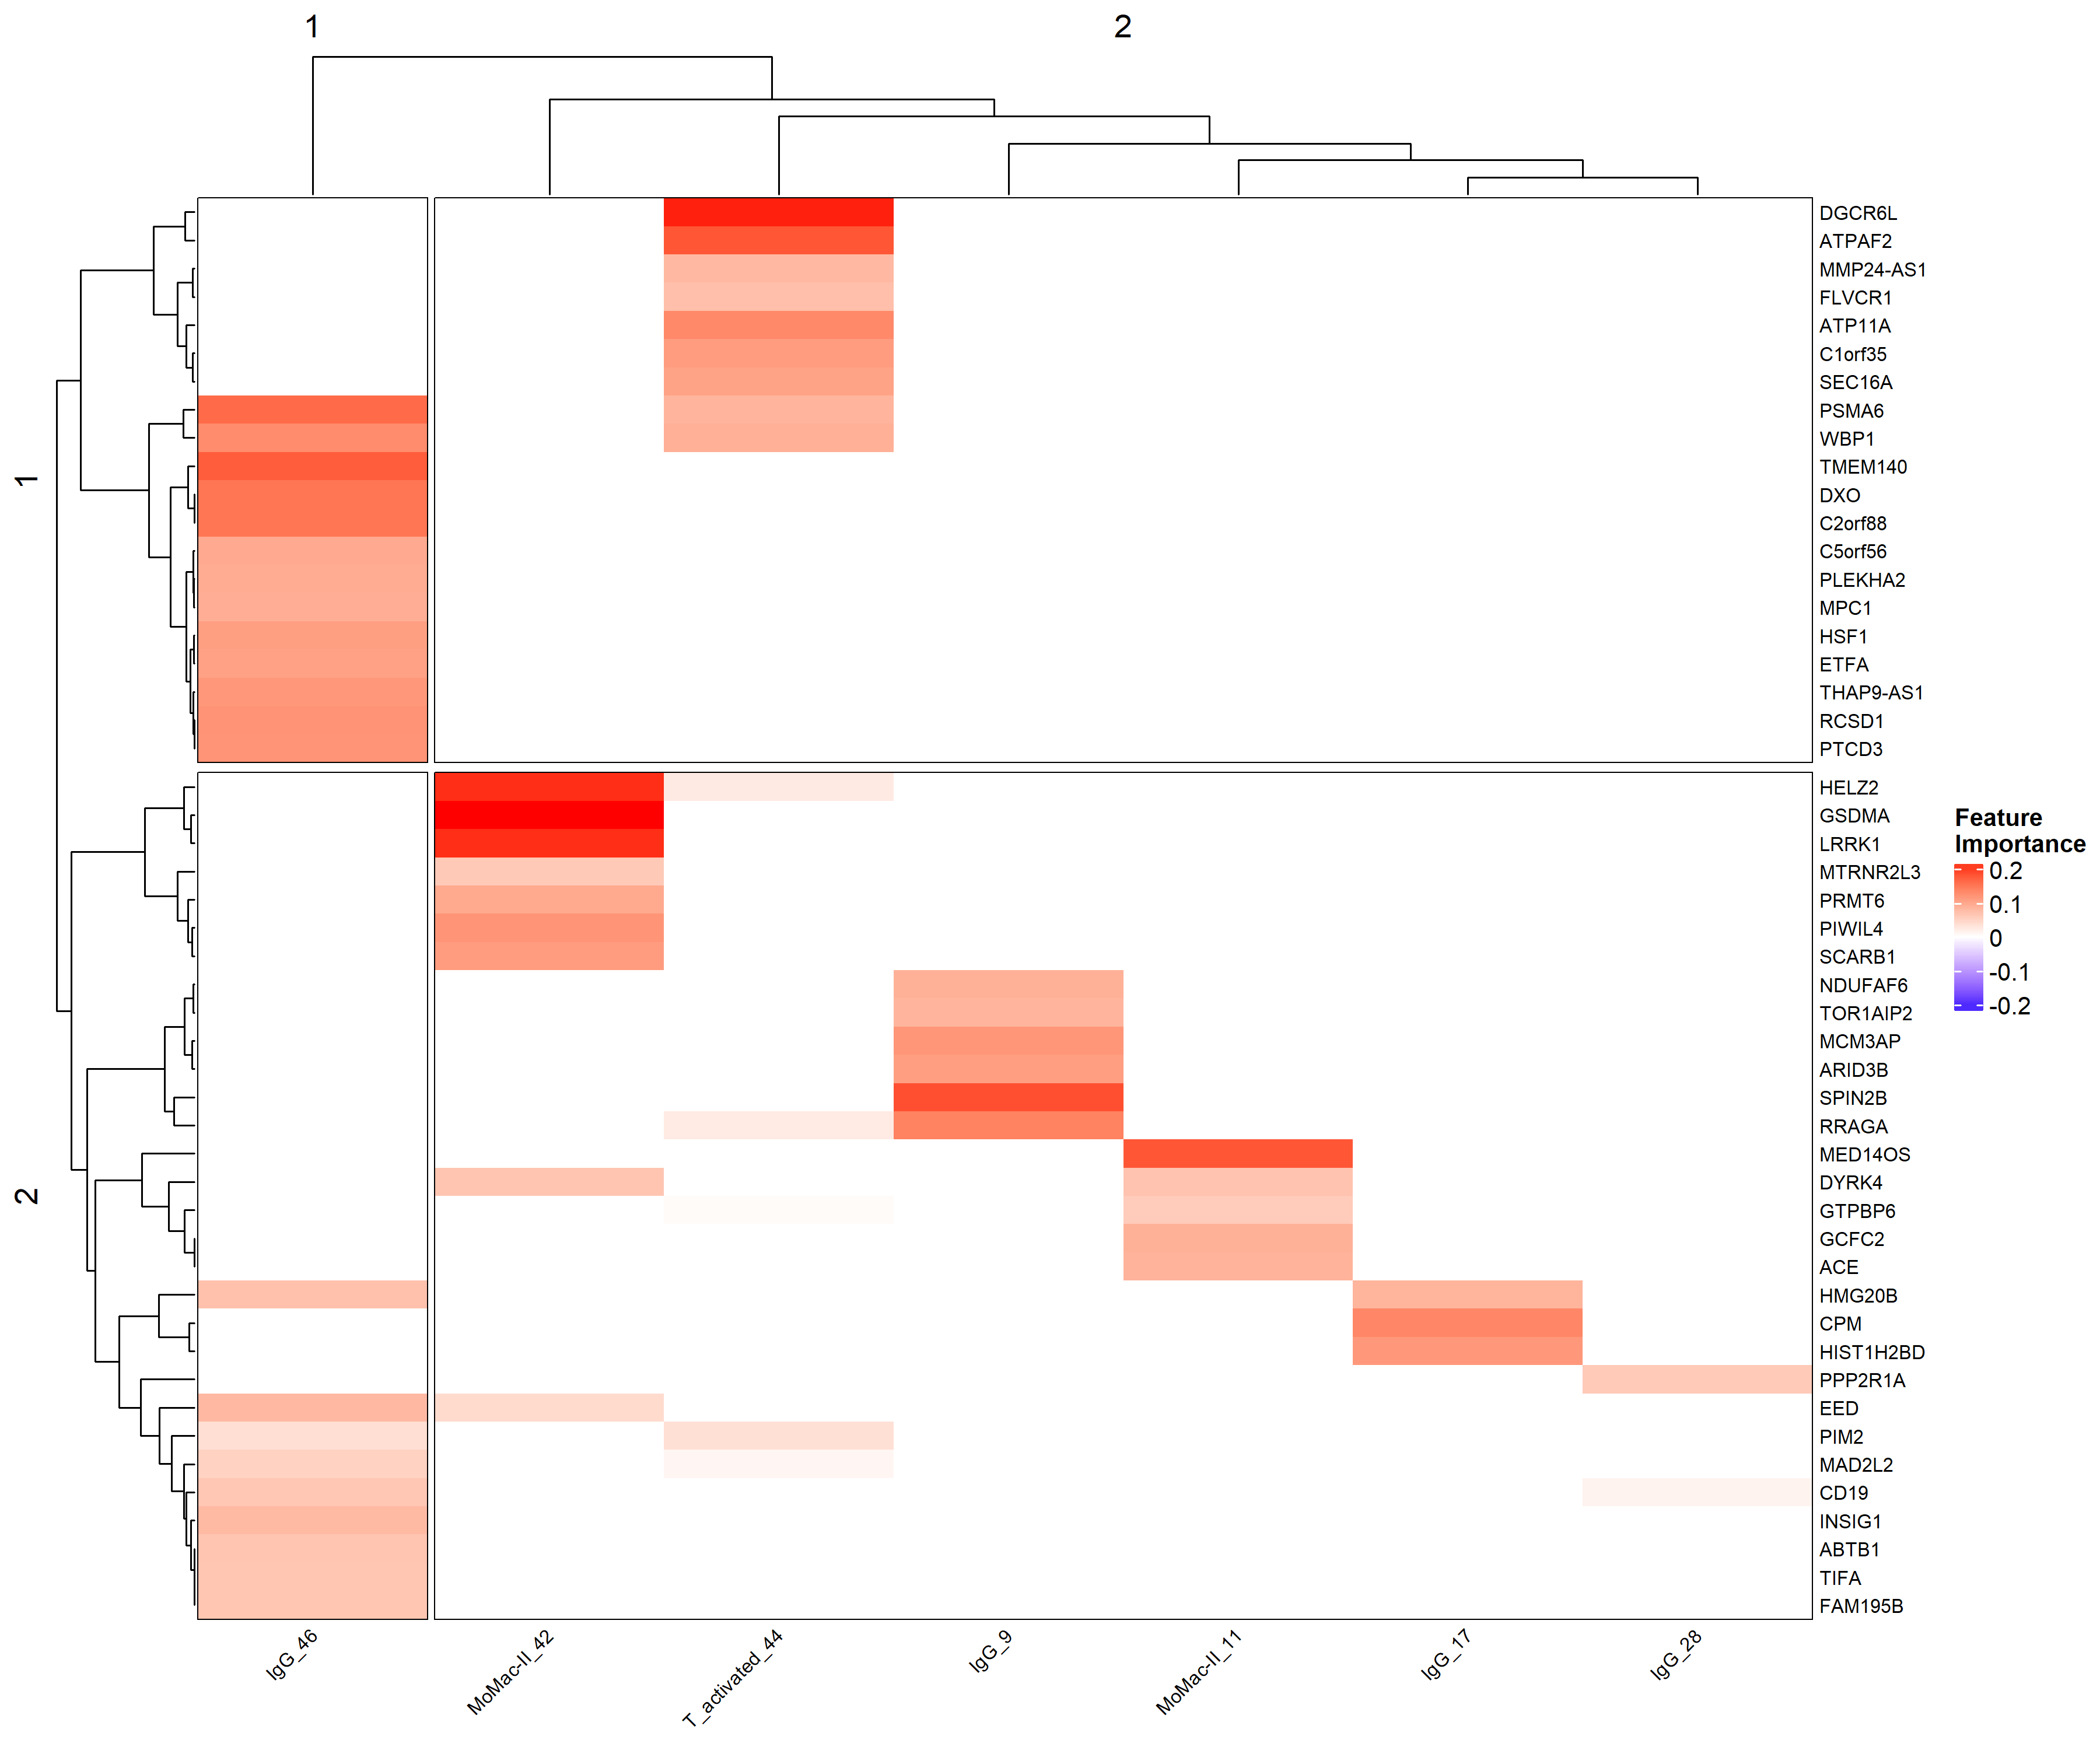 1
2
1
2
DGCR6L
ATPAF2
MMP24-AS1
FLVCR1
ATP11A
C1orf35
SEC16A
PSMA6
WBP1
TMEM140
DXO
C2orf88
C5orf56
PLEKHA2
MPC1
HSF1
ETFA
THAP9-AS1
RCSD1
PTCD3
HELZ2
GSDMA
LRRK1
MTRNR2L3
PRMT6
PIWIL4
SCARB1
NDUFAF6
TOR1AIP2
MCM3AP
ARID3B
SPIN2B
RRAGA
MED14OS
DYRK4
GTPBP6
GCFC2
ACE
HMG20B
CPM
HIST1H2BD
PPP2R1A
EED
PIM2
MAD2L2
CD19
INSIG1
ABTB1
TIFA
FAM195B
Feature
Importance
0.2
0.1
0
-0.1
-0.2
IgG_46
MoMac-II_42
T_activated_44
IgG_9
MoMac-II_11
IgG_17
IgG_28